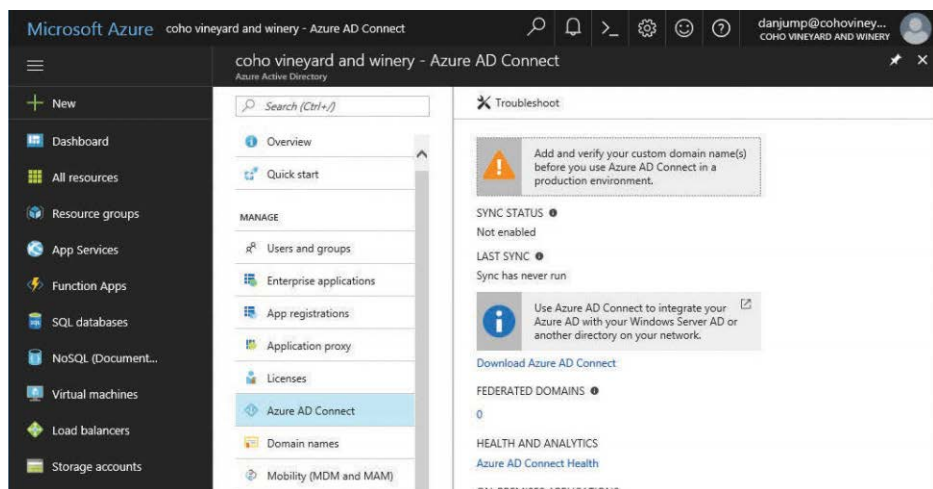 Microsoft Azure coho vineyard and winery - Azure AD Connect
danjump@cohoviney...
COHO VINEYARD AND WINERY
coho vineyard and winery - Azure AD Connect
Azure Active Directory
New
Dashboard
All resources
Resource groups
App Services
Function Apps
SQL databases
NoSQL (Document...
Virtual machines
Load balancers
Storage accounts
Search (Ctrl+/)
Overview
Quick start
MANAGE
Users and groups
Enterprise applications
App registrations
Application proxy
Licenses
Azure AD Connect
Domain names
Mobility (MDM and MAM)
Troubleshoot
Add and verify your custom domain name(s)
before you use Azure AD Connect in a
production environment.
SYNC STATUS
Not enabled
LAST SYNC
Sync has never run
Use Azure AD Connect to integrate your
Azure AD with your Windows Server AD or
another directory on your network.
Download Azure AD Connect
FEDERATED DOMAINS
0
HEALTH AND ANALYTICS
Azure AD Connect Health